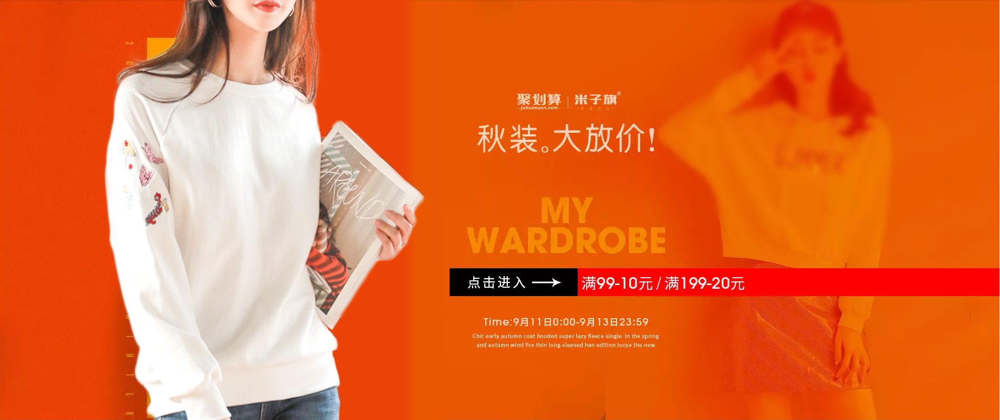 聚划算 | 米子旗®
juhuasuan.com
秋装。大放价!
AROUND
MY
WARDROBE
点击进入
满99-10元 / 满199-20元
Time:9月11日0:00-9月13日23:59
Chic early autumn coat hooded super lazy fleece single in the spring
and autumn wind fire thin long-sleeved han edition loose the new